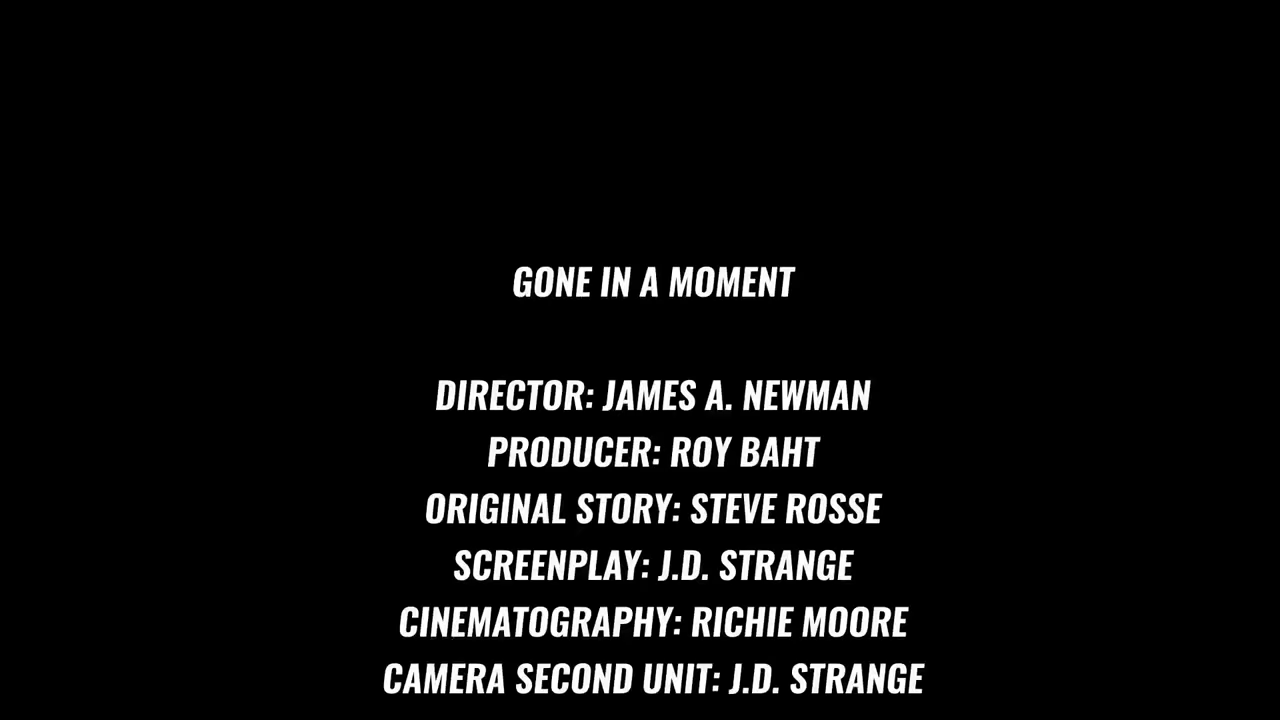 GONE IN A MOMENT
DIRECTOR: JAMES A. NEWMAN
PRODUCER: ROY BAHT
ORIGINAL STORY: STEVE ROSSE
SCREENPLAY: J.D. STRANGE
CINEMATOGRAPHY: RICHIE MOORE
CAMERA SECOND UNIT: J.D. STRANGE